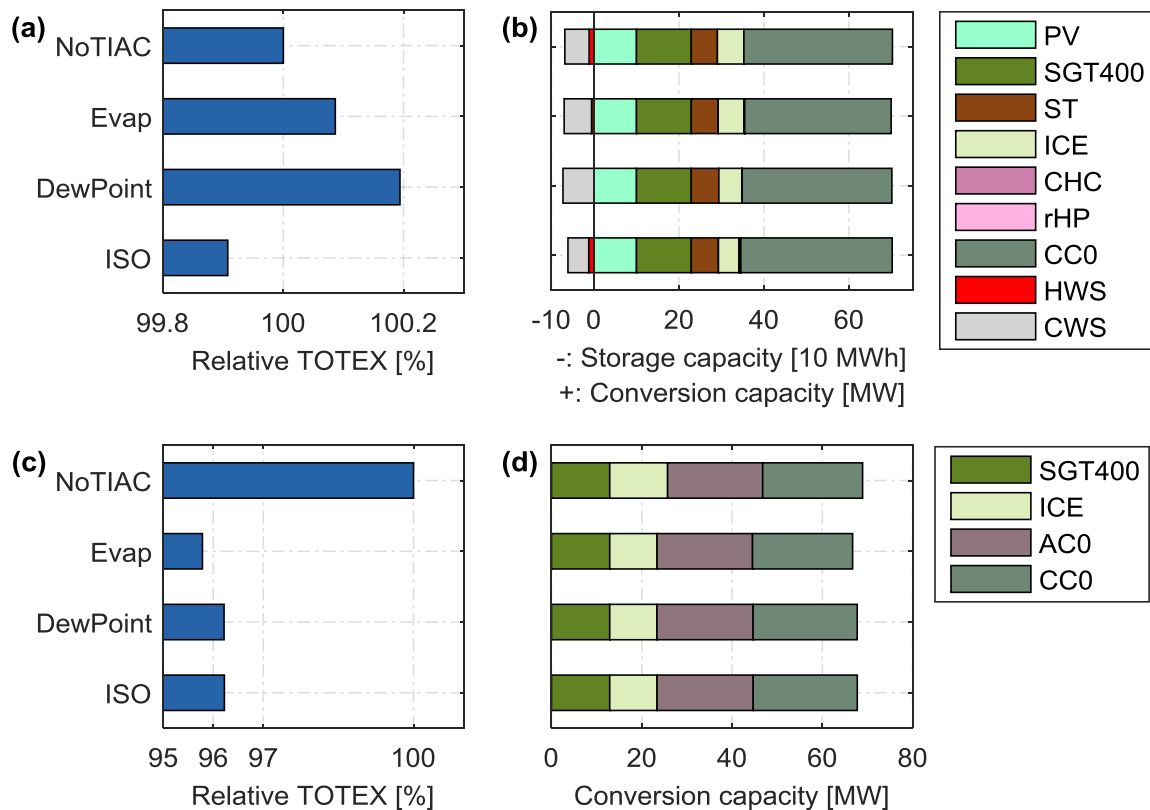 (a)
NoTIAC
Evap
DewPoint
ISO
99.8 100 100.2
Relative TOTEX [%]
(b)
-10 0 20 40 60
-: Storage capacity [10 MWh]
+: Conversion capacity [MW]
PV
SGT400
ST
ICE
CHC
rHP
CC0
HWS
CWS
(c)
NoTIAC
Evap
DewPoint
ISO
95 96 97 100
Relative TOTEX [%]
(d)
0 20 40 60 80
Conversion capacity [MW]
SGT400
ICE
AC0
CC0